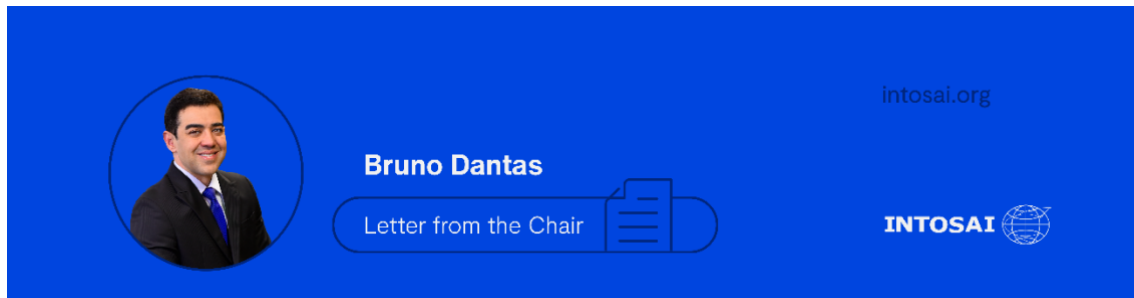 intosai.org
Bruno Dantas
Letter from the Chair
INTOSAI